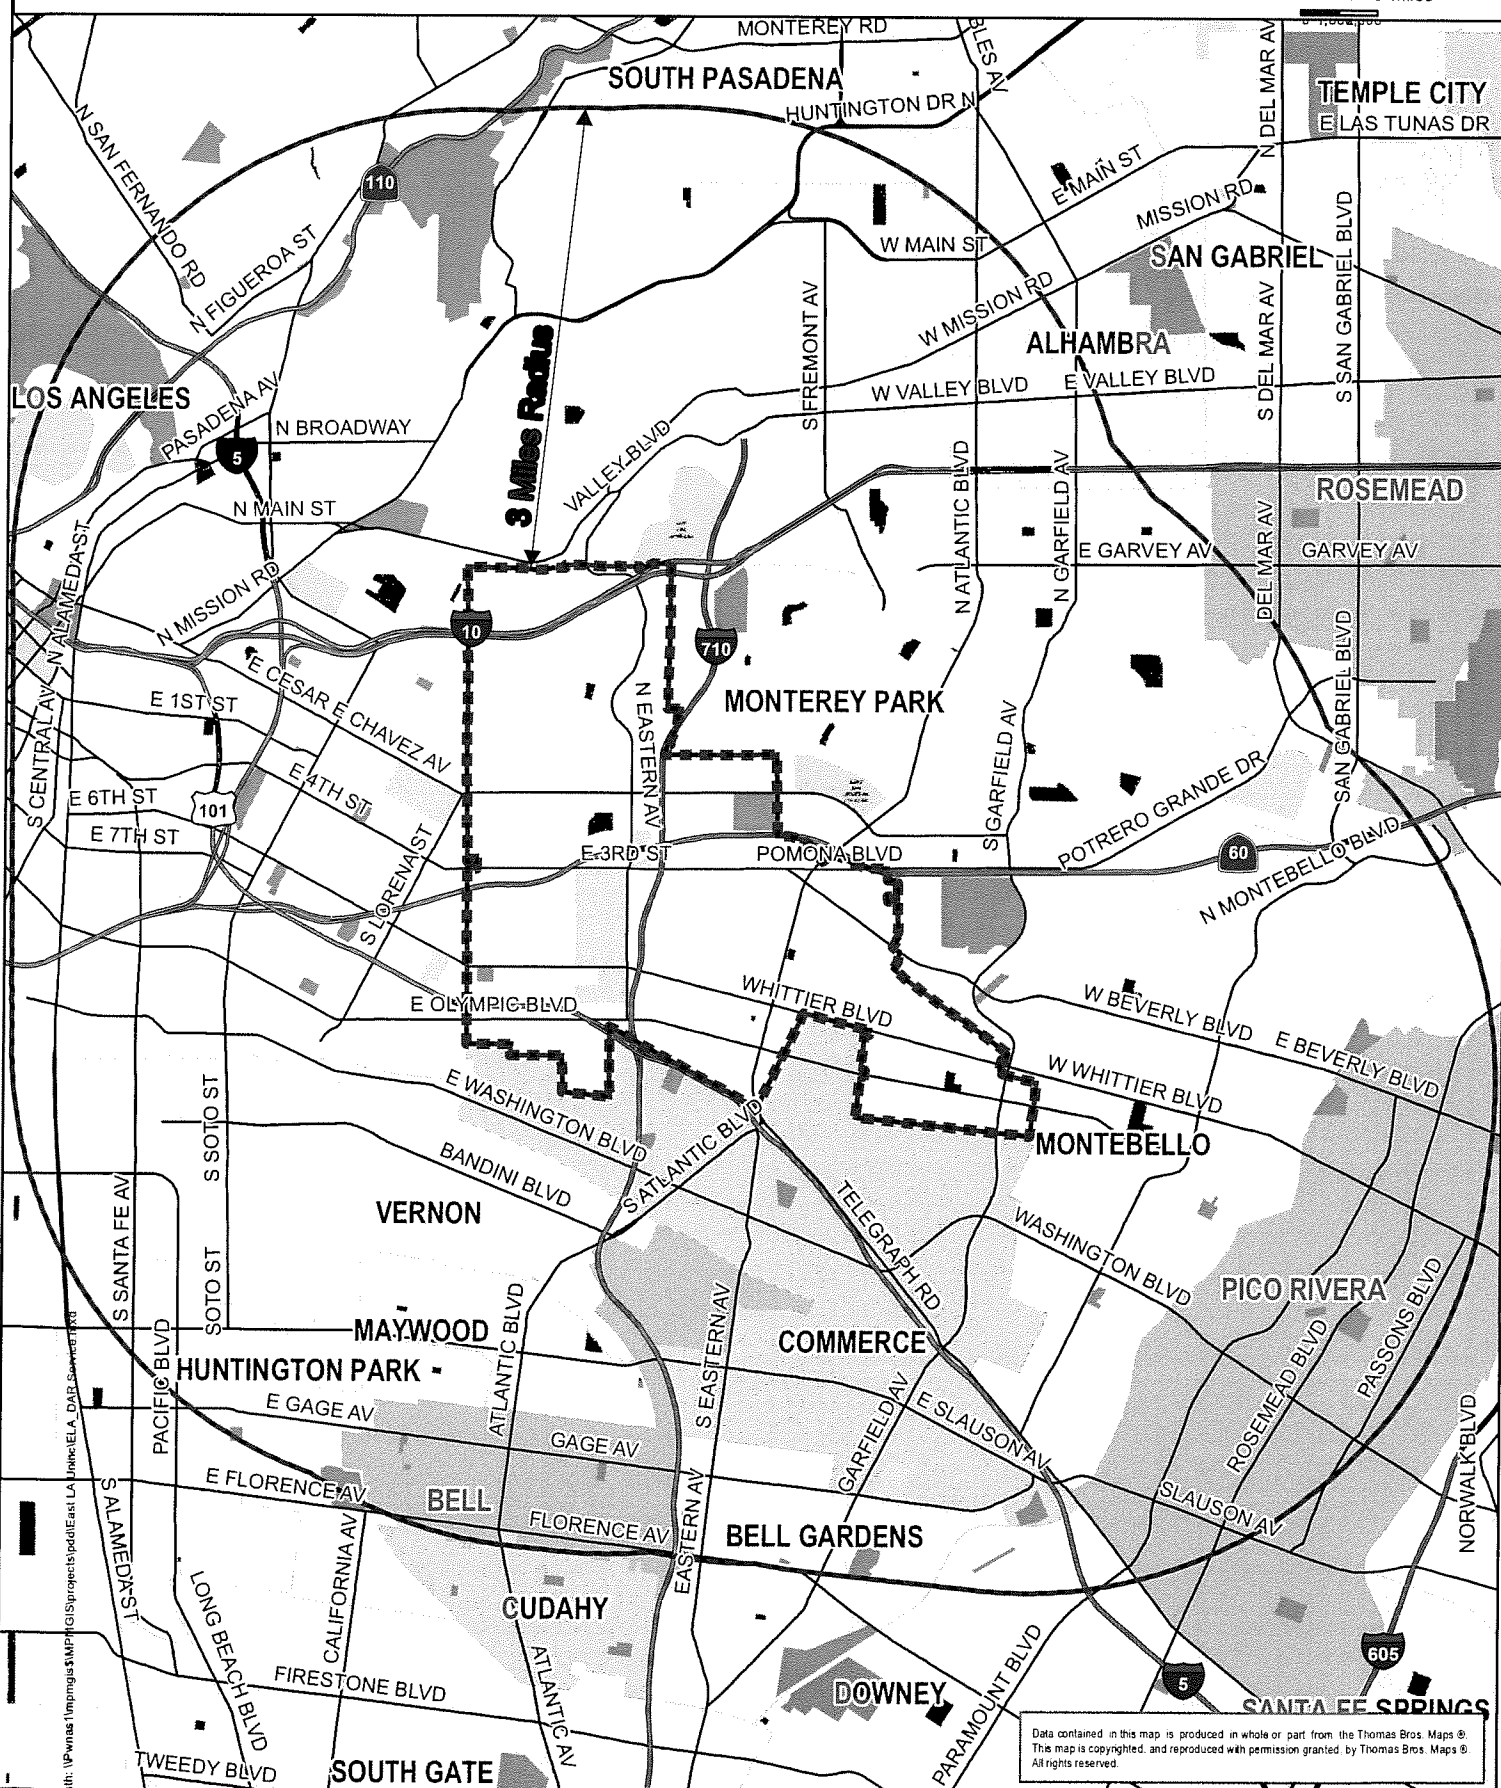 MONTEREY RD
SOUTH PASADENA
BLES AV
HUNTINGTON DR N
N DEL MAR AV
TEMPLE CITY
E LAS TUNAS DR
N SAN FERNANDO RD
110
E MAIN ST
MISSION RD
N FIGUEROA ST
W MAIN ST
SAN GABRIEL
S SAN GABRIEL BLVD
S FREMONT AV
W MISSION RD
S DEL MAR AV
3 Miles Radius
ALHAMBRA
LOS ANGELES
PASADENA AV
W VALLEY BLVD
E VALLEY BLVD
N BROADWAY
5
VALLEY BLVD
N MAIN ST
N ATLANTIC BLVD
N GARFIELD AV
ROSEMEAD
N ALAMEDA ST
E GARVEY AV
GARVEY AV
DEL MAR AV
N MISSION RD
10
710
E CESAR E CHAVEZ AV
E 1ST ST
N EASTERN AV
MONTEREY PARK
SAN GABRIEL BLVD
S CENTRAL AV
S GARFIELD AV
E 4TH ST
E 6TH ST
101
E 7TH ST
POTRERO GRANDE DR
S LORENA ST
E 3RD ST
POMONA BLVD
60
N MONTEBELLO BLVD
E OLYMPIC BLVD
WHITTIER BLVD
W BEVERLY BLVD
E BEVERLY BLVD
S SOTO ST
E WASHINGTON BLVD
W WHITTIER BLVD
BANDINI BLVD
S ATLANTIC BLVD
MONTEBELLO
S SANTA FE AV
VERNON
TELEGRAPH RD
WASHINGTON BLVD
SOTO ST
PICO RIVERA
PASSONS BLVD
MAYWOOD
ATLANTIC BLVD
S EASTERN AV
COMMERCE
PACIFIC BLVD
HUNTINGTON PARK
ROSEMEAD BLVD
E GAGE AV
GAGE AV
GARFIELD AV
E SLAUSON AV
NORWALK BLVD
S ALAMEDA ST
E FLORENCE AV
BELL
FLORENCE AV
EASTERN AV
BELL GARDENS
SLAUSON AV
LONG BEACH BLVD
CALIFORNIA AV
CUDAHY
FIRESTONE BLVD
ATLANTIC AV
DOWNEY
PARAMOUNT BLVD
5
605
SANTA FE SPRINGS
TWEEDY BLVD
SOUTH GATE
Data contained in this map is produced in whole or part from the Thomas Bros. Maps ®.
This map is copyrighted, and reproduced with permission granted, by Thomas Bros. Maps ®.
All rights reserved.